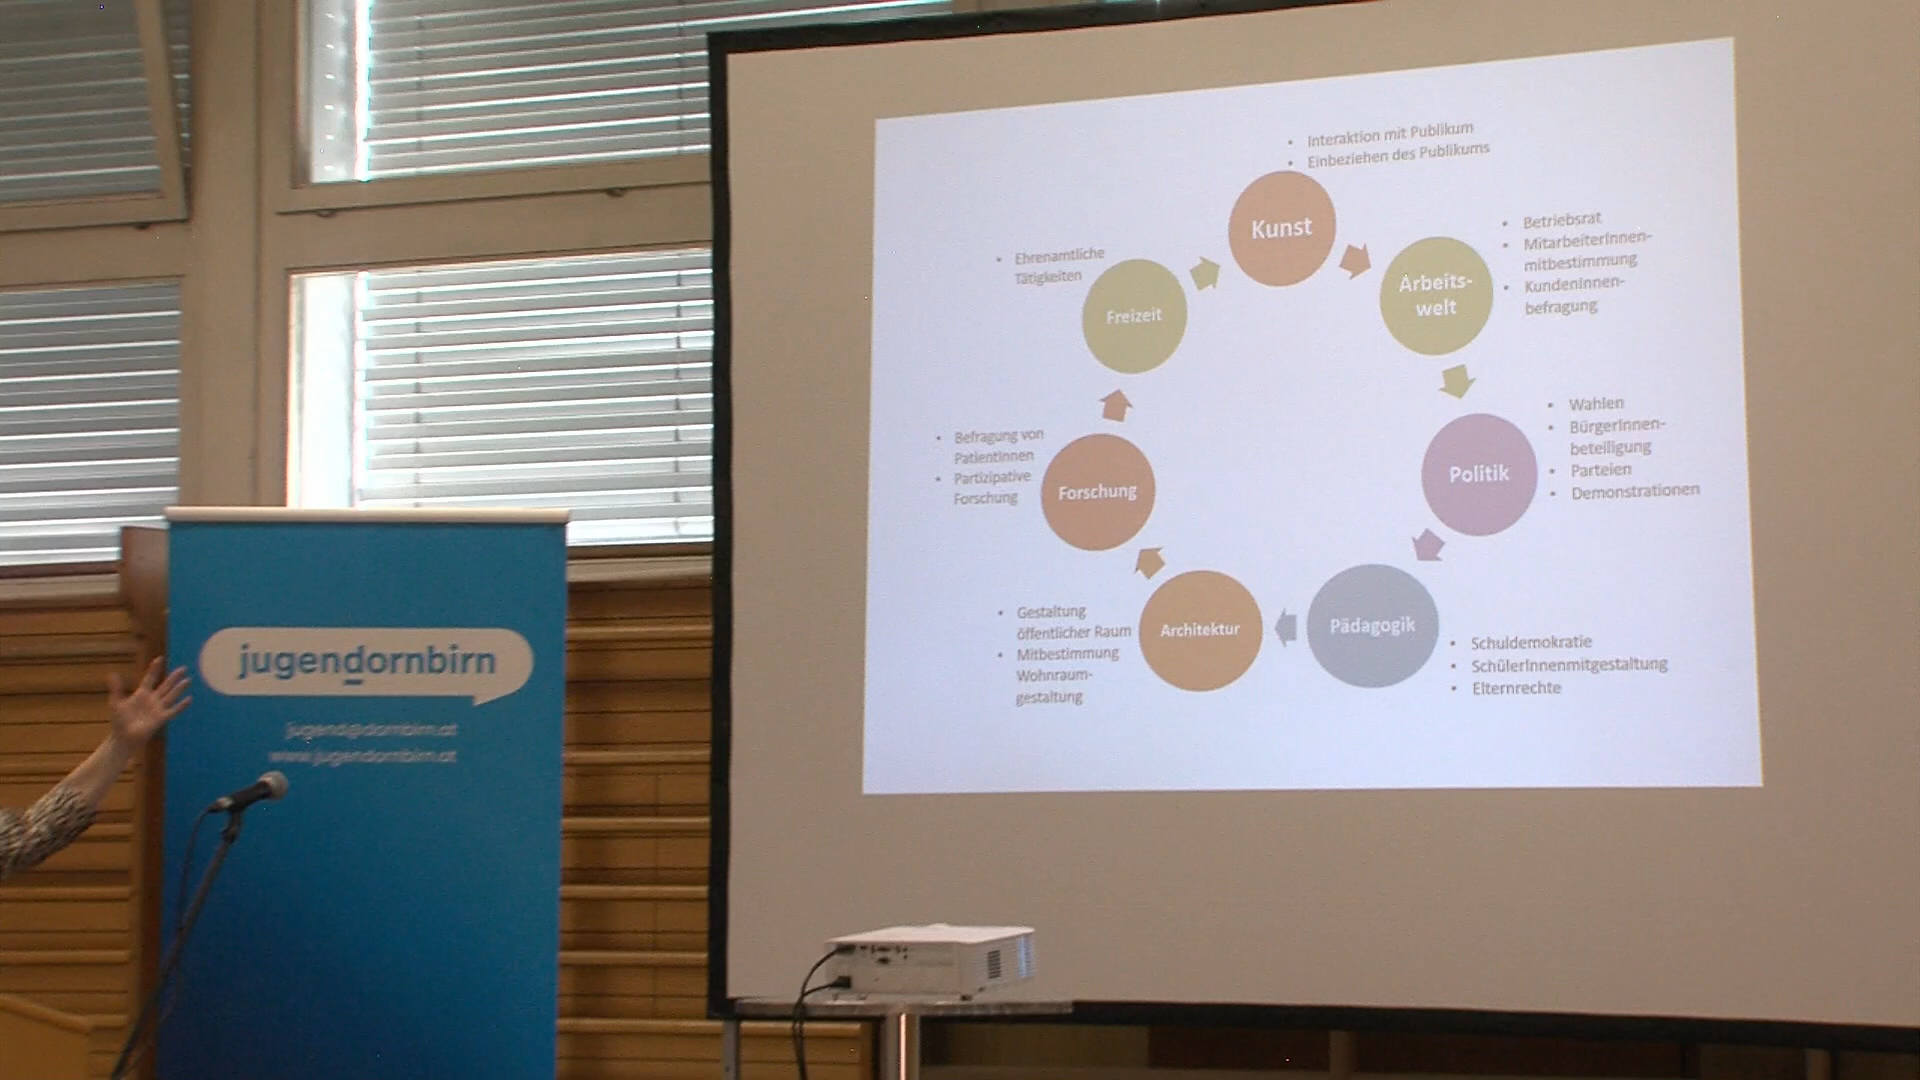 • Interaktion mit Publikum
• Einbeziehen des Publikums
Kunst
• Betriebsrat
• MitarbeiterInnen-
mitbestimmung
• KundenInnen-
befragung
Arbeits-
welt
• Wahlen
• BürgerInnen-
beteiligung
• Parteien
• Demonstrationen
Politik
Pädagogik
• Schuldemokratie
• SchülerInnenmitgestaltung
• Elternrechte
Architektur
• Gestaltung
öffentlicher Raum
• Mitbestimmung
Wohnraum-
gestaltung
Forschung
• Befragung von
PatientInnen
• Partizipative
Forschung
Freizeit
• Ehrenamtliche
Tätigkeiten
jugendornbirn
jugend@dornbirn.at
www.jugendornbirn.at